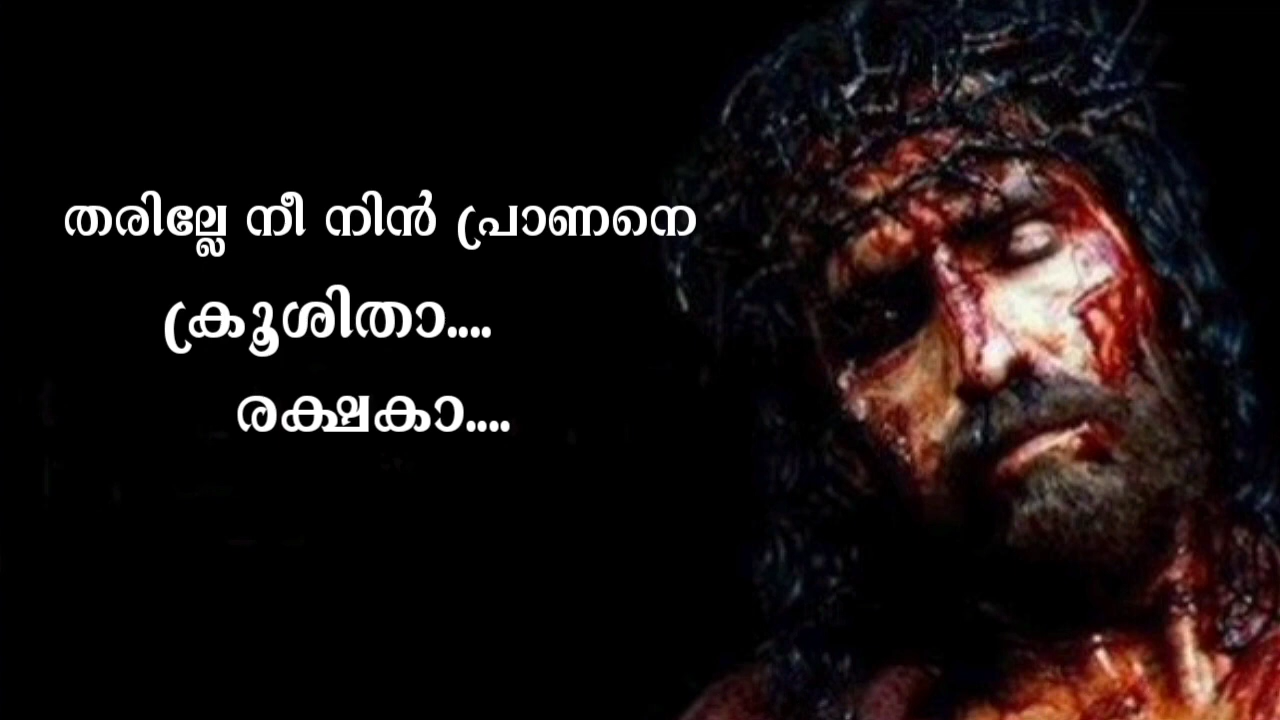 തരില്ലേ നീ നിൻ പ്രാണനെ
ക്രൂശിതാ....
രക്ഷകാ....